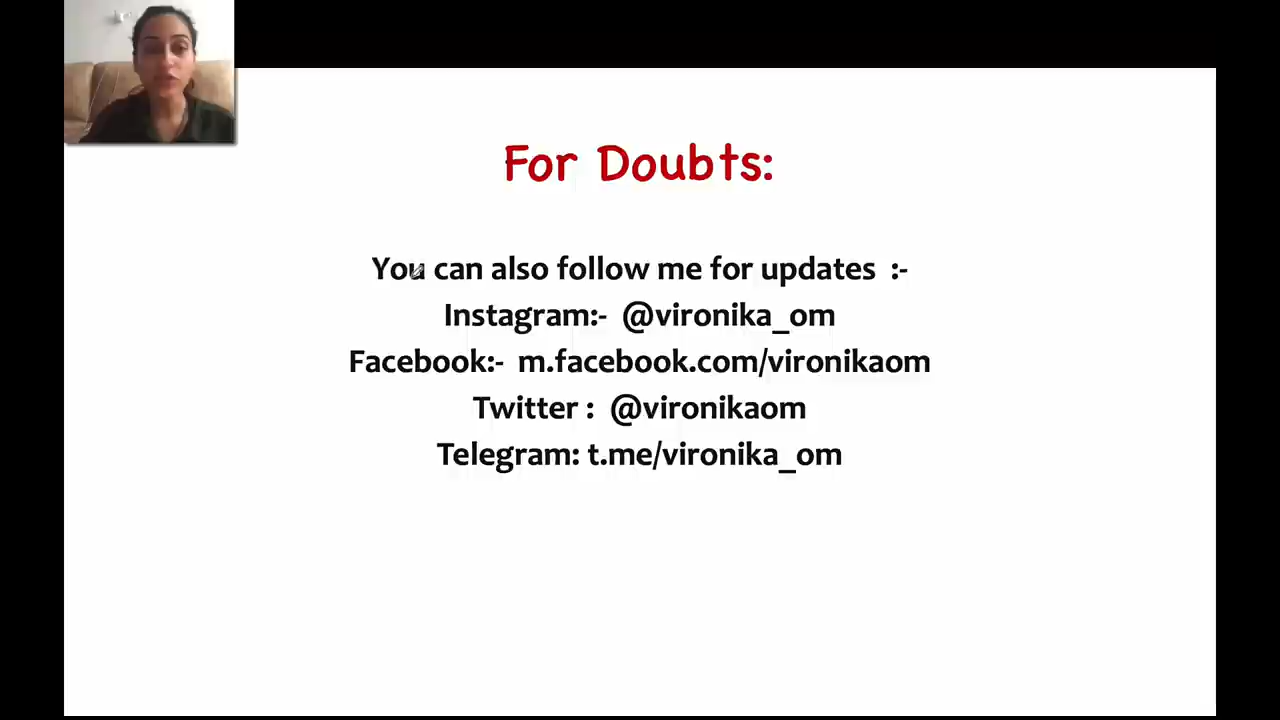 For Doubts:
You can also follow me for updates :-
Instagram:- @vironika_om
Facebook:- m.facebook.com/vironikaom
Twitter : @vironikaom
Telegram: t.me/vironika_om